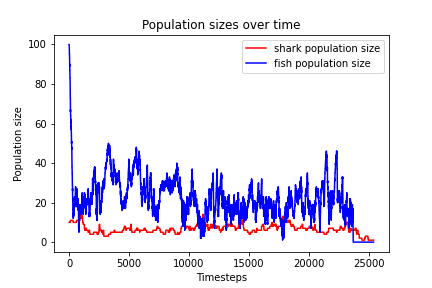 Population sizes over time
shark population size
fish population size
Population size
100
80
60
40
20
0
0
5000
10000
15000
20000
25000
Timesteps